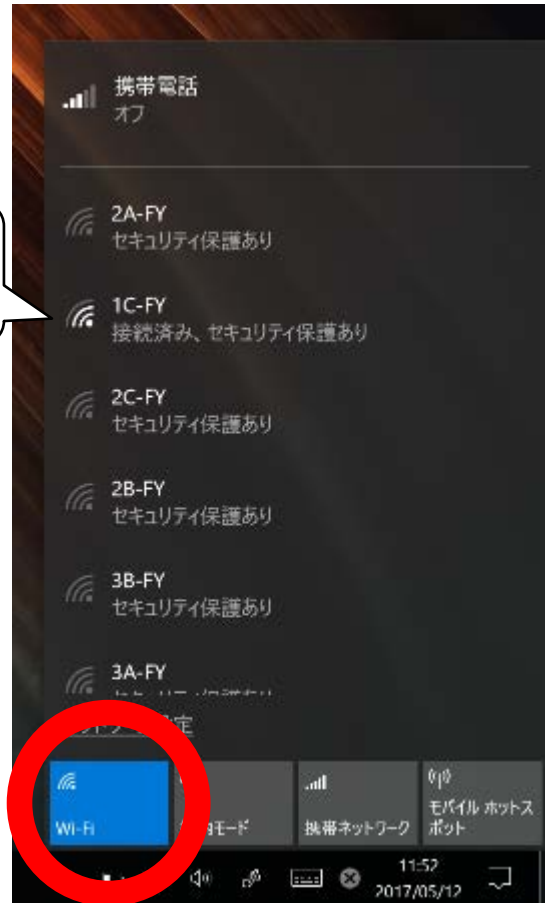 携帯電話
オフ
2A-FY
セキュリティ保護あり
1C-FY
接続済み、セキュリティ保護あり
2C-FY
セキュリティ保護あり
2B-FY
セキュリティ保護あり
3B-FY
セキュリティ保護あり
3A-FY
Wi-Fi
モード
携帯ネットワーク
モバイル ホットス
ポット
11:52
2017/05/12